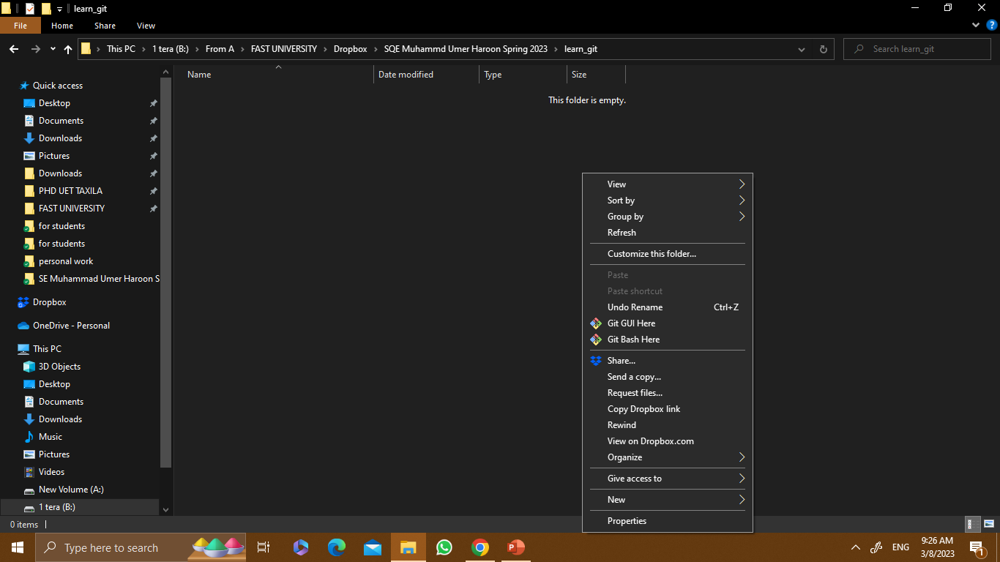 learn_git
File Home Share View
This PC 1 tera (B:) From A FAST UNIVERSITY Dropbox SQE Muhammd Umer Haroon Spring 2023 learn_git
Search learn_git
Name Date modified Type Size
This folder is empty.
Quick access
Desktop
Documents
Downloads
Pictures
Downloads
PHD UET TAXILA
FAST UNIVERSITY
for students
for students
personal work
SE Muhammad Umer Haroon S
Dropbox
OneDrive - Personal
This PC
3D Objects
Desktop
Documents
Downloads
Music
Pictures
Videos
New Volume (A:)
1 tera (B:)
View
Sort by
Group by
Refresh
Customize this folder...
Paste
Paste shortcut
Undo Rename Ctrl+Z
Git GUI Here
Git Bash Here
Share...
Send a copy...
Request files...
Copy Dropbox link
Rewind
View on Dropbox.com
Organize
Give access to
New
Properties
0 items
Type here to search
ENG
9:26 AM
3/8/2023
1